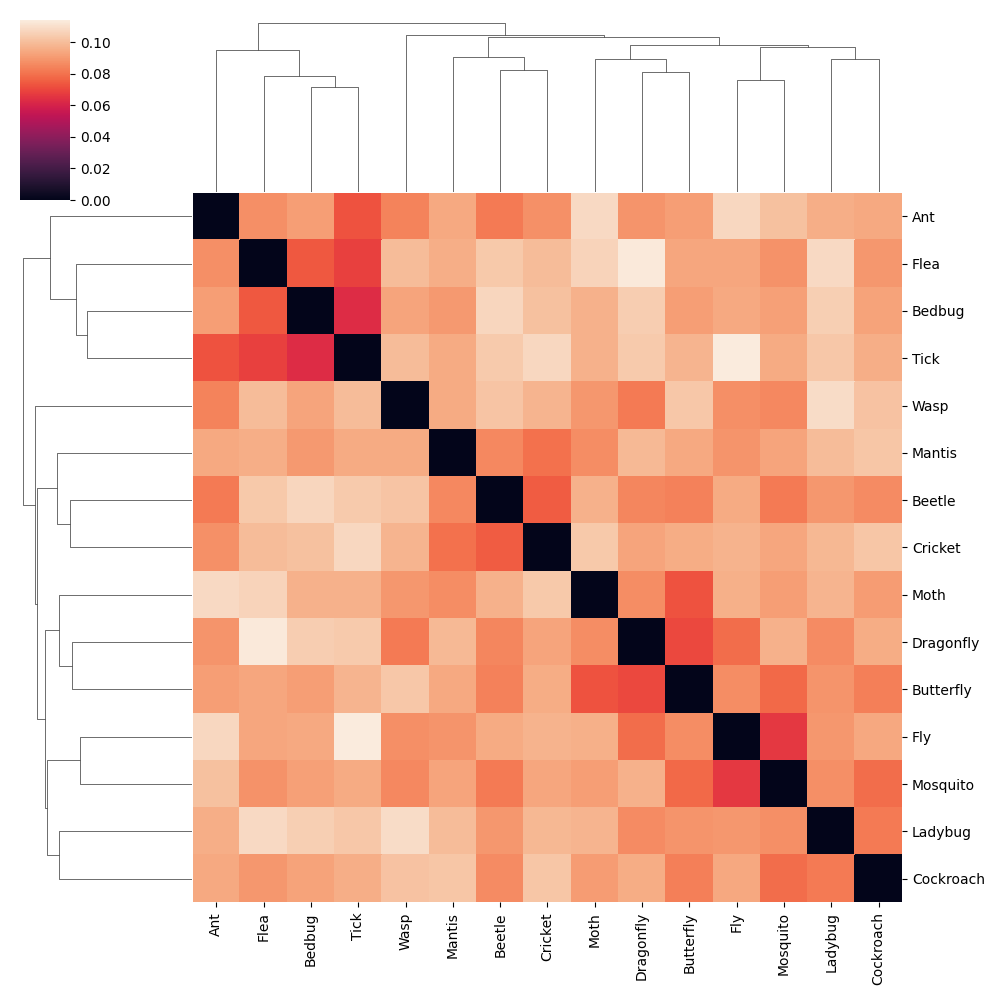 0.10
0.08
0.06
0.04
0.02
0.00
Ant
Flea
Bedbug
Tick
Wasp
Mantis
Beetle
Cricket
Moth
Dragonfly
Butterfly
Fly
Mosquito
Ladybug
Cockroach
Ant
Flea
Bedbug
Tick
Wasp
Mantis
Beetle
Cricket
Moth
Dragonfly
Butterfly
Fly
Mosquito
Ladybug
Cockroach